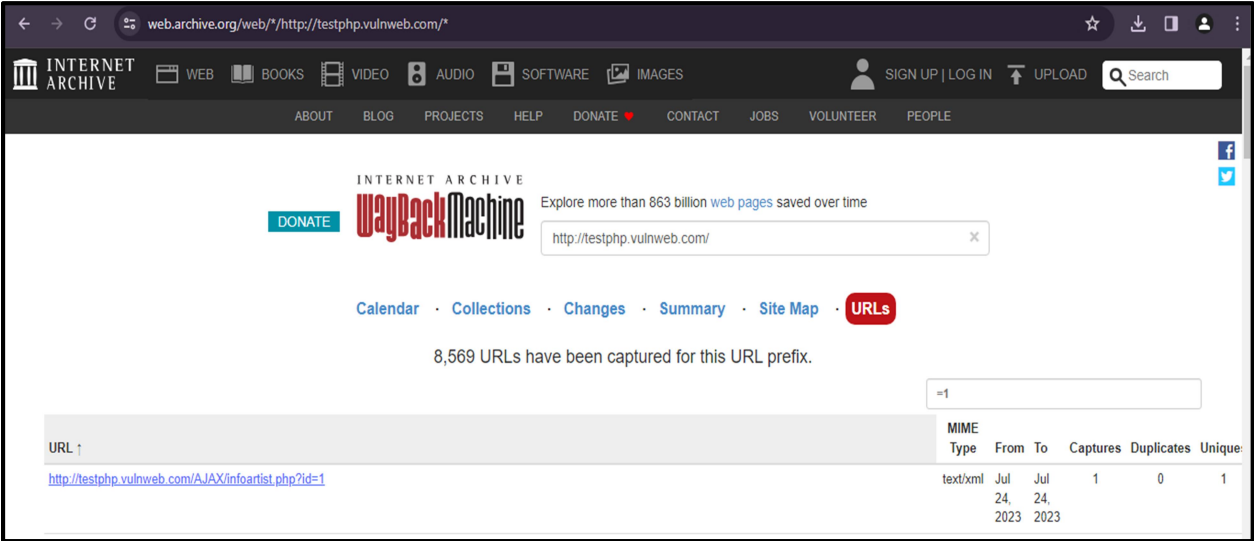 web.archive.org/web/*/http://testphp.vulnweb.com/*
INTERNET ARCHIVE WEB BOOKS VIDEO AUDIO SOFTWARE IMAGES SIGN UP | LOG IN UPLOAD Search
ABOUT BLOG PROJECTS HELP DONATE CONTACT JOBS VOLUNTEER PEOPLE
f
INTERNET ARCHIVE
WayBackMachine
DONATE
Explore more than 863 billion web pages saved over time
http://testphp.vulnweb.com/ ×
Calendar · Collections · Changes · Summary · Site Map · URLs
8,569 URLs have been captured for this URL prefix.
=1
URL ↑ MIME Type From To Captures Duplicates Uniques
http://testphp.vulnweb.com/AJAX/infoartist.php?id=1 text/xml Jul 24, 2023 Jul 24, 2023 1 0 1